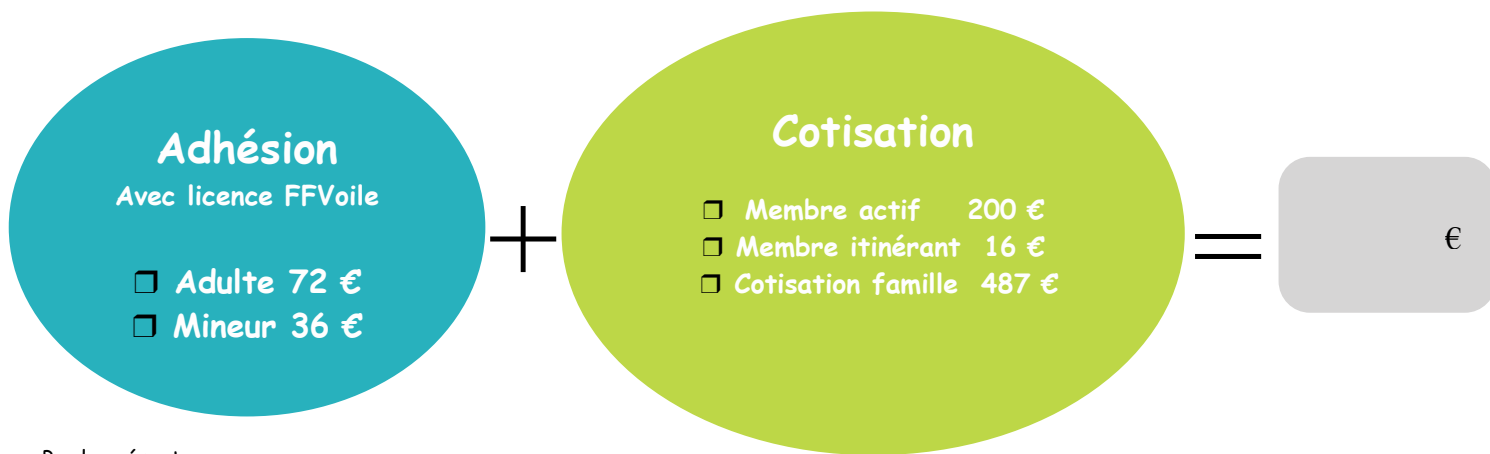 Adhésion
Avec licence FFVoile
❐ Adulte 72 €
❐ Mineur 36 €
+
Cotisation
❐ Membre actif 200 €
❐ Membre itinérant 16 €
❐ Cotisation famille 487 €
=
€